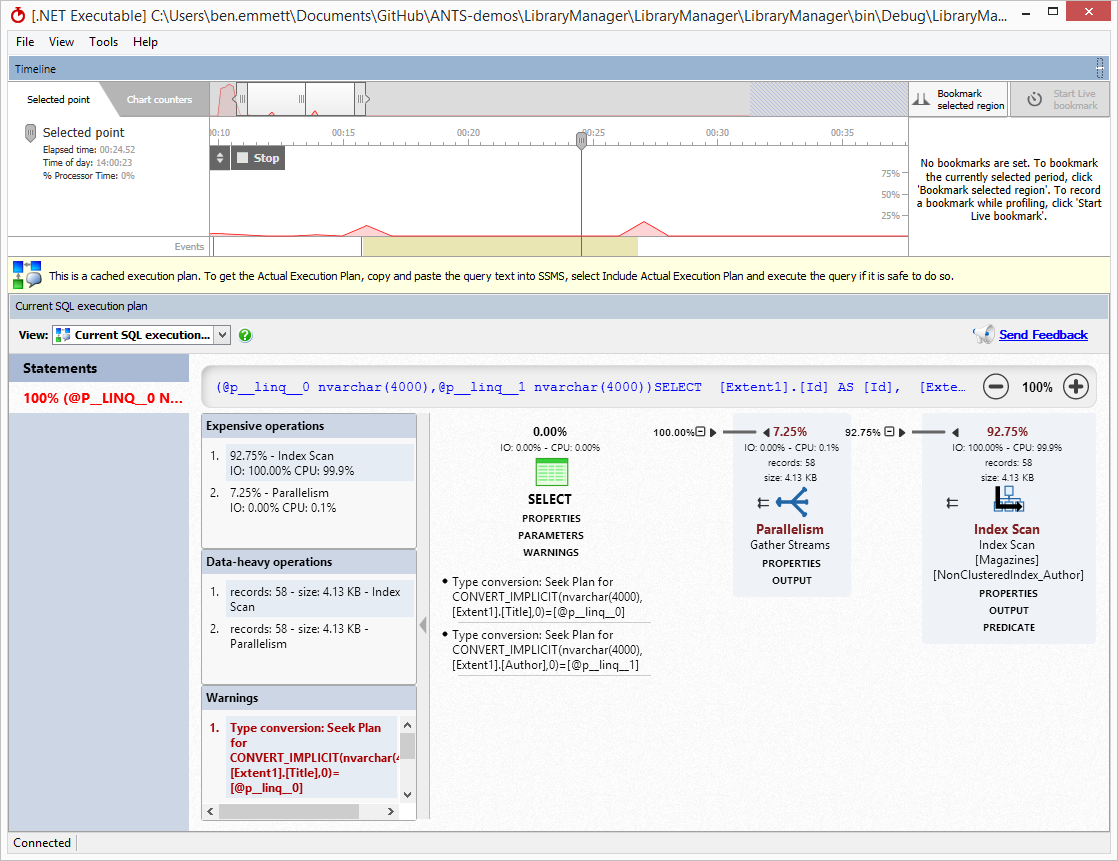 [.NET Executable] C:\Users\ben.emmett\Documents\GitHub\ANTS-demos\LibraryManager\LibraryManager\LibraryManager\bin\Debug\LibraryMa...
File View Tools Help
Timeline
Selected point
Chart counters
Bookmark
selected region
Start Live
bookmark
Selected point
Elapsed time: 00:24.52
Time of day: 14:00:23
% Processor Time: 0%
00:10 00:15 00:20 00:25 00:30 00:35
Stop
75%
50%
25%
Events
No bookmarks are set. To bookmark
the currently selected period, click
'Bookmark selected region'. To record
a bookmark while profiling, click 'Start
Live bookmark'.
This is a cached execution plan. To get the Actual Execution Plan, copy and paste the query text into SSMS, select Include Actual Execution Plan and execute the query if it is safe to do so.
Current SQL execution plan
View: Current SQL execution...
Send Feedback
Statements
100% (@P__LINQ__0 N...
(@p__linq__0 nvarchar(4000),@p__linq__1 nvarchar(4000))SELECT [Extent1].[Id] AS [Id], [Exte...
100%
Expensive operations
1. 92.75% - Index Scan
IO: 100.00% CPU: 99.9%
2. 7.25% - Parallelism
IO: 0.00% CPU: 0.1%
Data-heavy operations
1. records: 58 - size: 4.13 KB - Index
Scan
2. records: 58 - size: 4.13 KB -
Parallelism
Warnings
1. Type conversion: Seek Plan
for
CONVERT_IMPLICIT(nvarchar(4
[Extent1].[Title],0)=
[@p__linq__0]
0.00%
IO: 0.00% - CPU: 0.00%
SELECT
PROPERTIES
PARAMETERS
WARNINGS
Type conversion: Seek Plan for
CONVERT_IMPLICIT(nvarchar(4000),
[Extent1].[Title],0)=[@p__linq__0]
Type conversion: Seek Plan for
CONVERT_IMPLICIT(nvarchar(4000),
[Extent1].[Author],0)=[@p__linq__1]
100.00%
7.25%
IO: 0.00% - CPU: 0.1%
records: 58
size: 4.13 KB
Parallelism
Gather Streams
PROPERTIES
OUTPUT
92.75%
92.75%
IO: 100.00% - CPU: 99.9%
records: 58
size: 4.13 KB
Index Scan
Index Scan
[Magazines]
[NonClusteredIndex_Author]
PROPERTIES
OUTPUT
PREDICATE
Connected